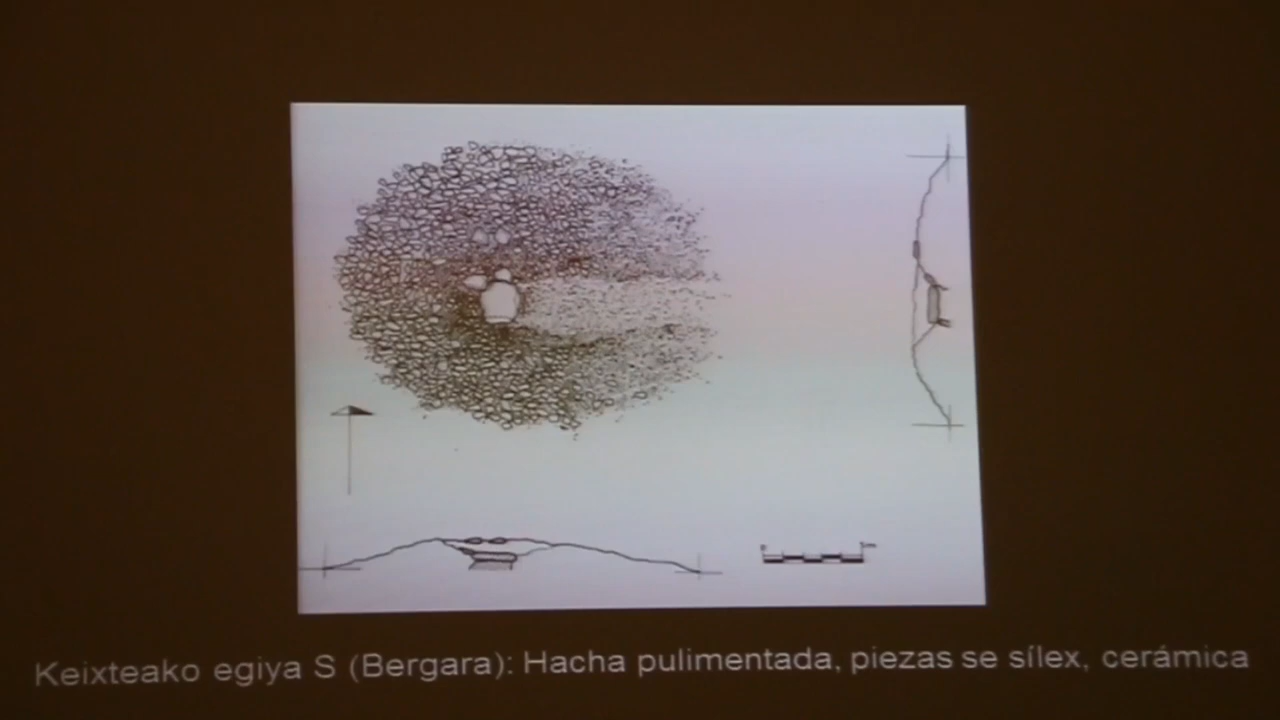 Keixteako egiya S (Bergara): Hacha pulimentada, piezas se sílex, cerámica